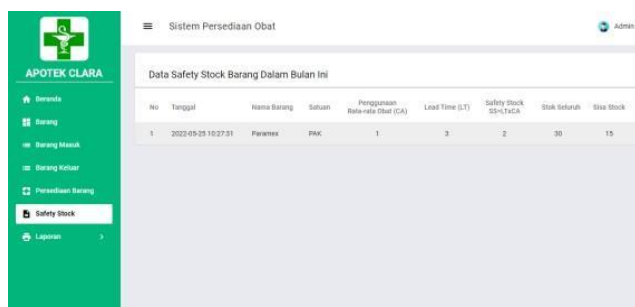 Sistem Persediaan Obat
Admin
APOTEK CLARA
Beranda
Barang
Barang Masuk
Barang Keluar
Persediaan Barang
Safety Stock
Laporan
Data Safety Stock Barang Dalam Bulan Ini
No Tanggal Nama Barang Satuan Penggunaan Rata-rata Obat (CA) Lead Time (LT) Safety Stock SS=LTxCA Stok Seluruh Sisa Stock
1 2022-05-25 10:27:31 Paramex PAK 1 3 2 30 15